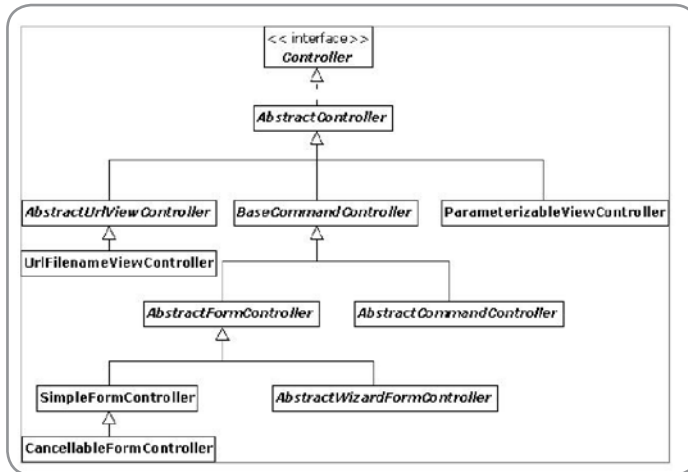 << interface>>
Controller
AbstractController
AbstractUrlViewController
BaseCommandController
ParameterizableViewController
UrlFilenameViewController
AbstractFormController
AbstractCommandController
SimpleFormController
AbstractWizardFormController
CancellableFormController